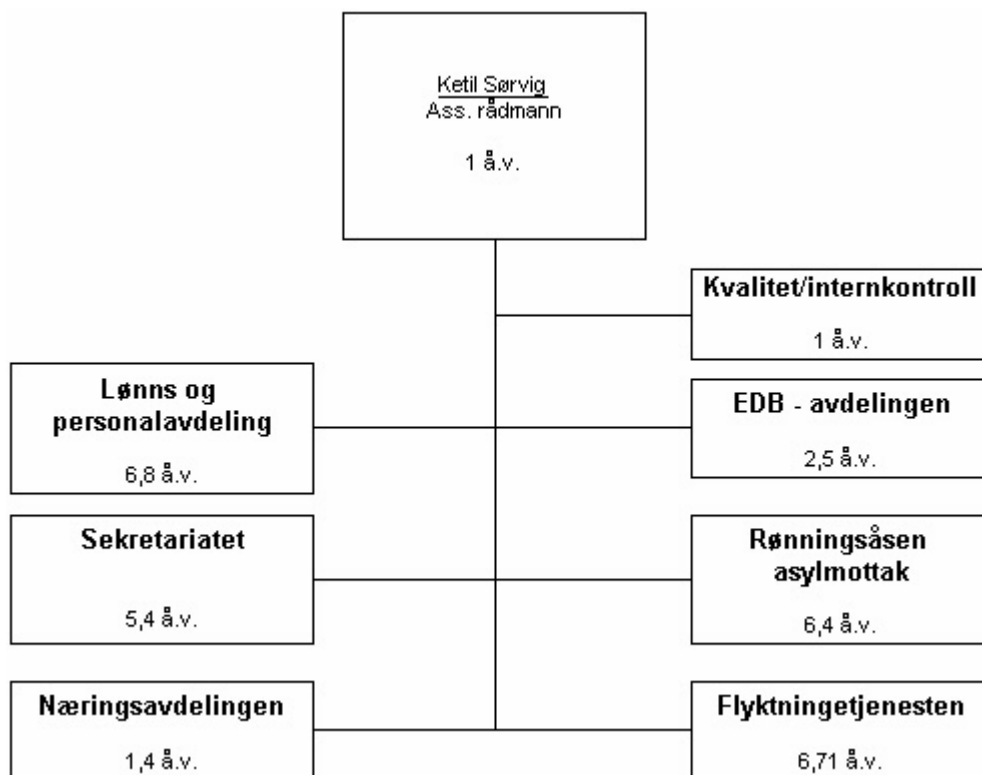 Ketil Sørvig
Ass. rådmann
1 å.v.
Kvalitet/internkontroll
1 å.v.
Lønns og
personalavdeling
6,8 å.v.
EDB - avdelingen
2,5 å.v.
Sekretariatet
5,4 å.v.
Rønningsåsen
asylmottak
6,4 å.v.
Næringsavdelingen
1,4 å.v.
Flyktningetjenesten
6,71 å.v.